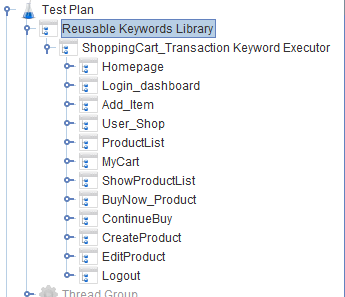 Test Plan
Reusable Keywords Library
ShoppingCart_Transaction Keyword Executor
Homepage
Login_dashboard
Add_Item
User_Shop
ProductList
MyCart
ShowProductList
BuyNow_Product
ContinueBuy
CreateProduct
EditProduct
Logout
Thread Group